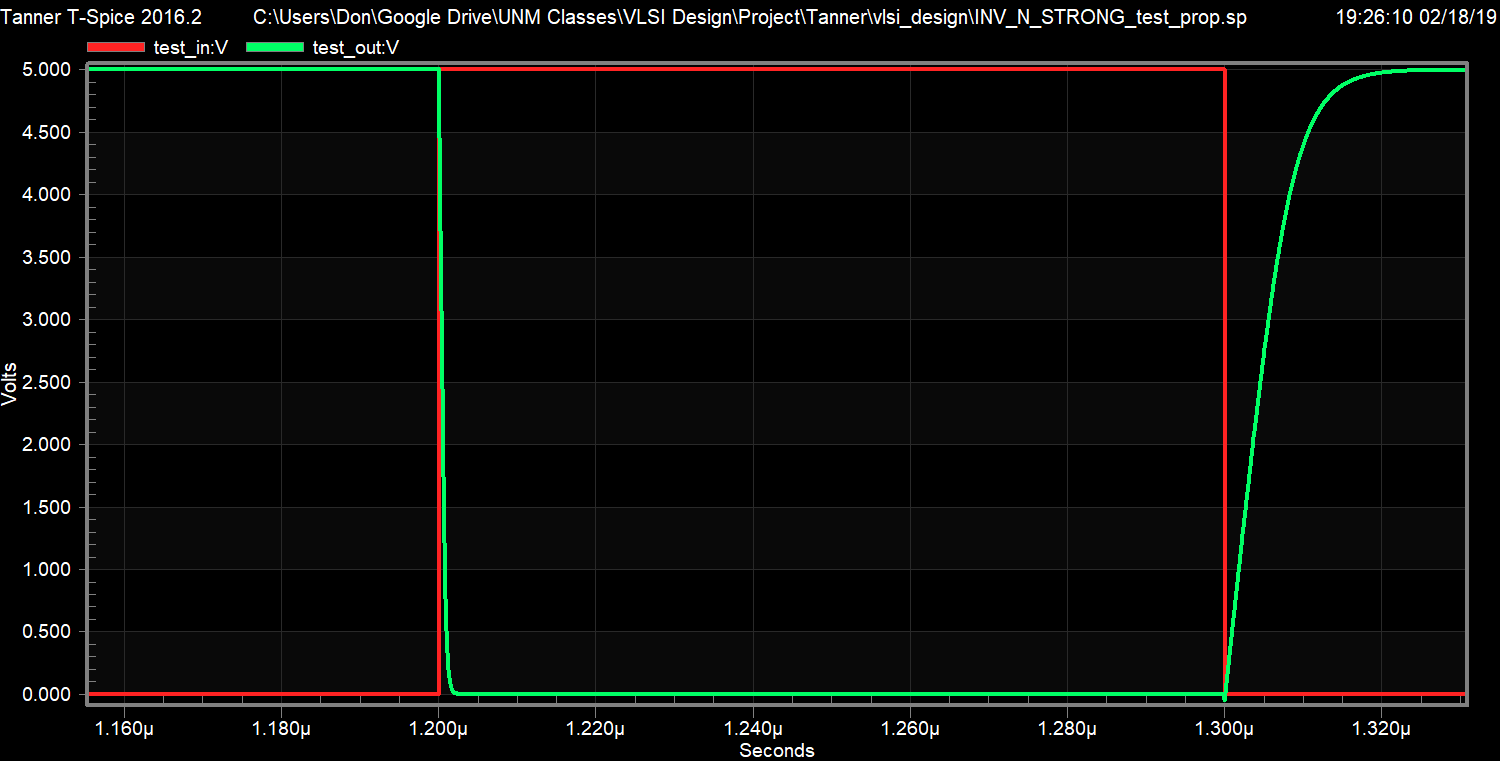 Tanner T-Spice 2016.2 C:\Users\Don\Google Drive\UNM Classes\VLSI Design\Project\Tanner\vlsi_design\INV_N_STRONG_test_prop.sp 19:26:10 02/18/19
test_in:V test_out:V
5.000
4.500
4.000
3.500
3.000
2.500
Volts
2.000
1.500
1.000
0.500
0.000
1.160µ 1.180µ 1.200µ 1.220µ 1.240µ 1.260µ 1.280µ 1.300µ 1.320µ
Seconds